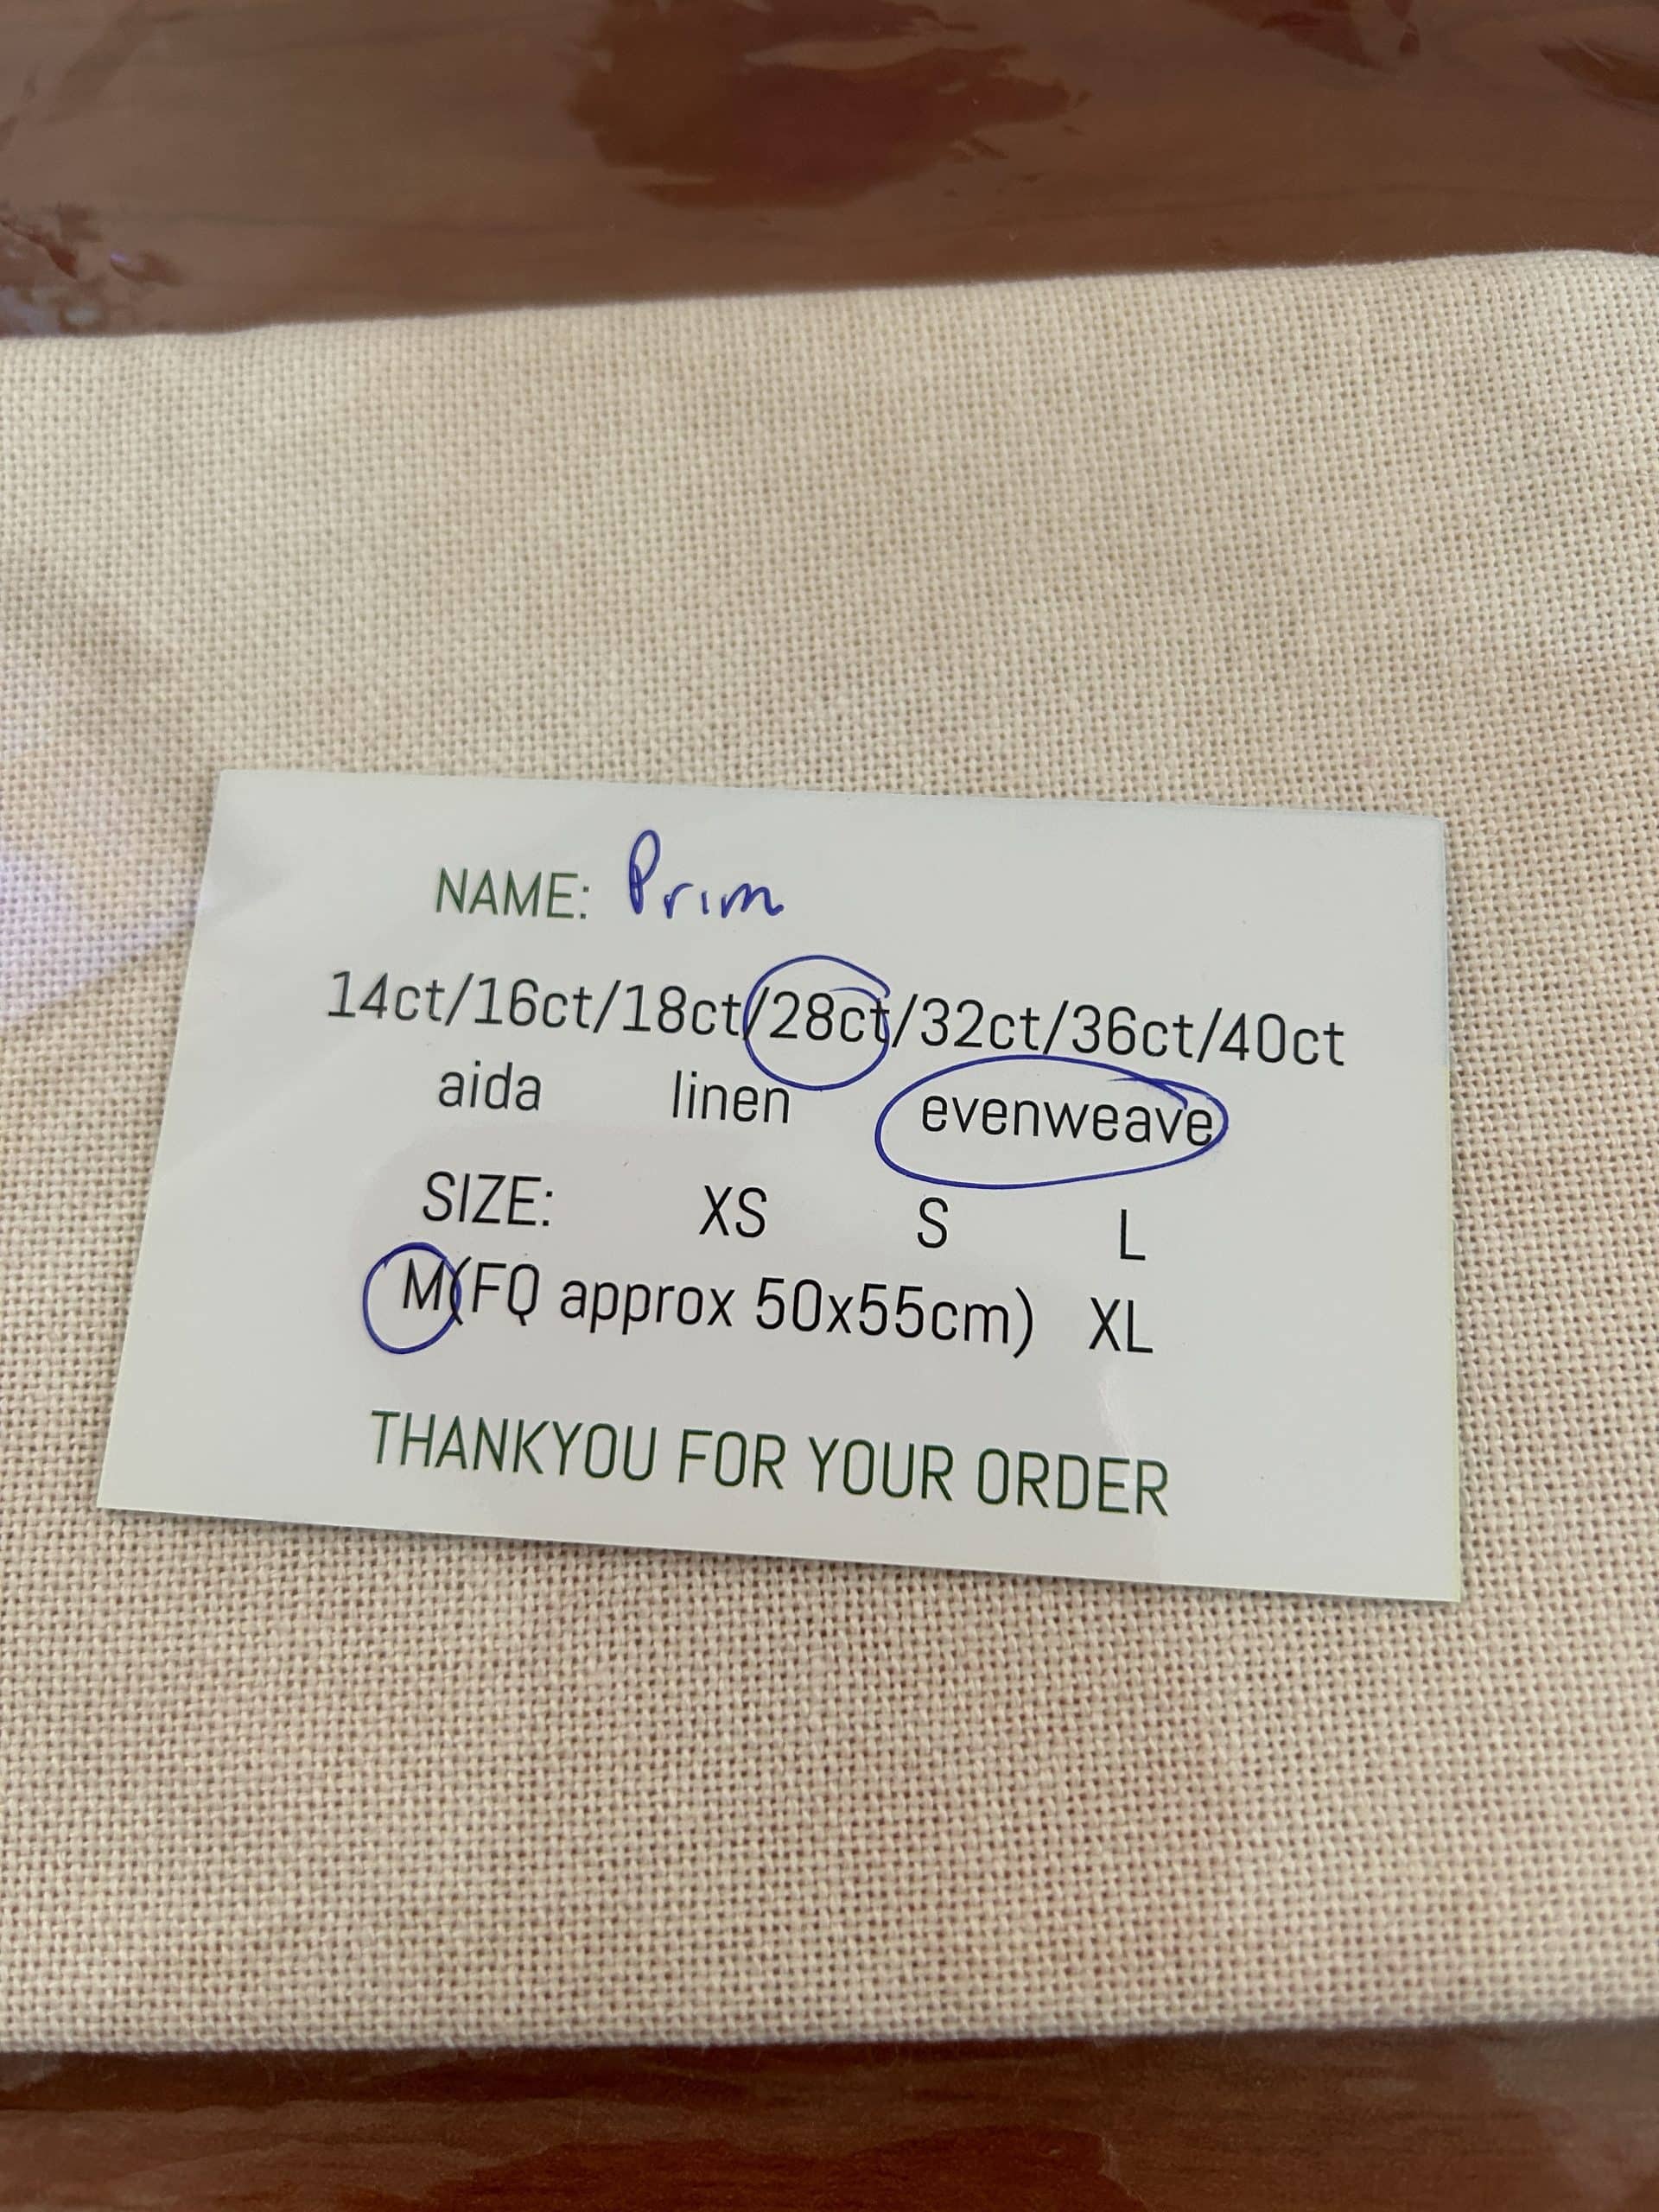 NAME: Prim
14ct/16ct/18ct/28ct/32ct/36ct/40ct
aida linen evenweave
SIZE: XS S L
M(FQ approx 50x55cm) XL
THANKYOU FOR YOUR ORDER